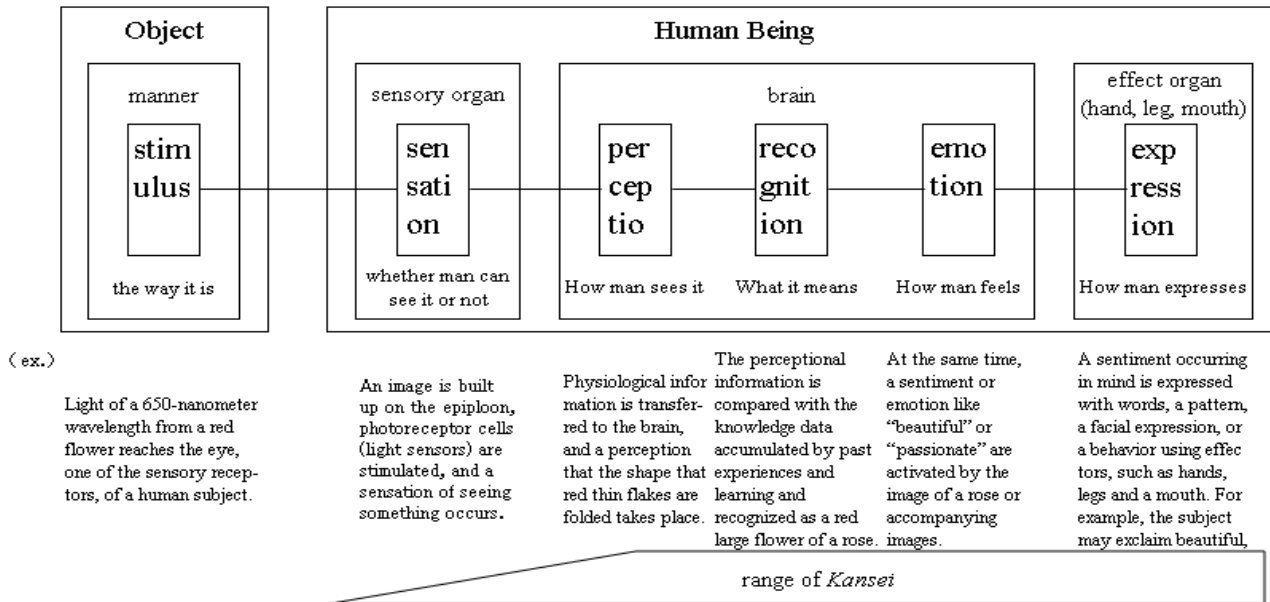 Object
manner
stim
ulus
the way it is
Human Being
sensory organ
sen
sati
on
whether man can
see it or not
brain
per
cep
tio
How man sees it
reco
gnit
ion
What it means
emo
tion
How man feels
effect organ
(hand, leg, mouth)
exp
ress
ion
How man expresses
(ex.)
Light of a 650-nanometer
wavelength from a red
flower reaches the eye,
one of the sensory recep-
tors, of a human subject.
An image is built
up on the epiploon,
photoreceptor cells
(light sensors) are
stimulated, and a
sensation of seeing
something occurs.
Physiological infor
mation is transfer-
red to the brain,
and a perception
that the shape that
red thin flakes are
folded takes place.
The perceptional
information is
compared with the
knowledge data
accumulated by past
experiences and
learning and
recognized as a red
large flower of a rose.
At the same time,
a sentiment or
emotion like
“beautiful” or
“passionate” are
activated by the
image of a rose or
accompanying
images.
A sentiment occurring
in mind is expressed
with words, a pattern,
a facial expression, or
a behavior using effec
tors, such as hands,
legs and a mouth. For
example, the subject
may exclaim beautiful,
range of Kansei